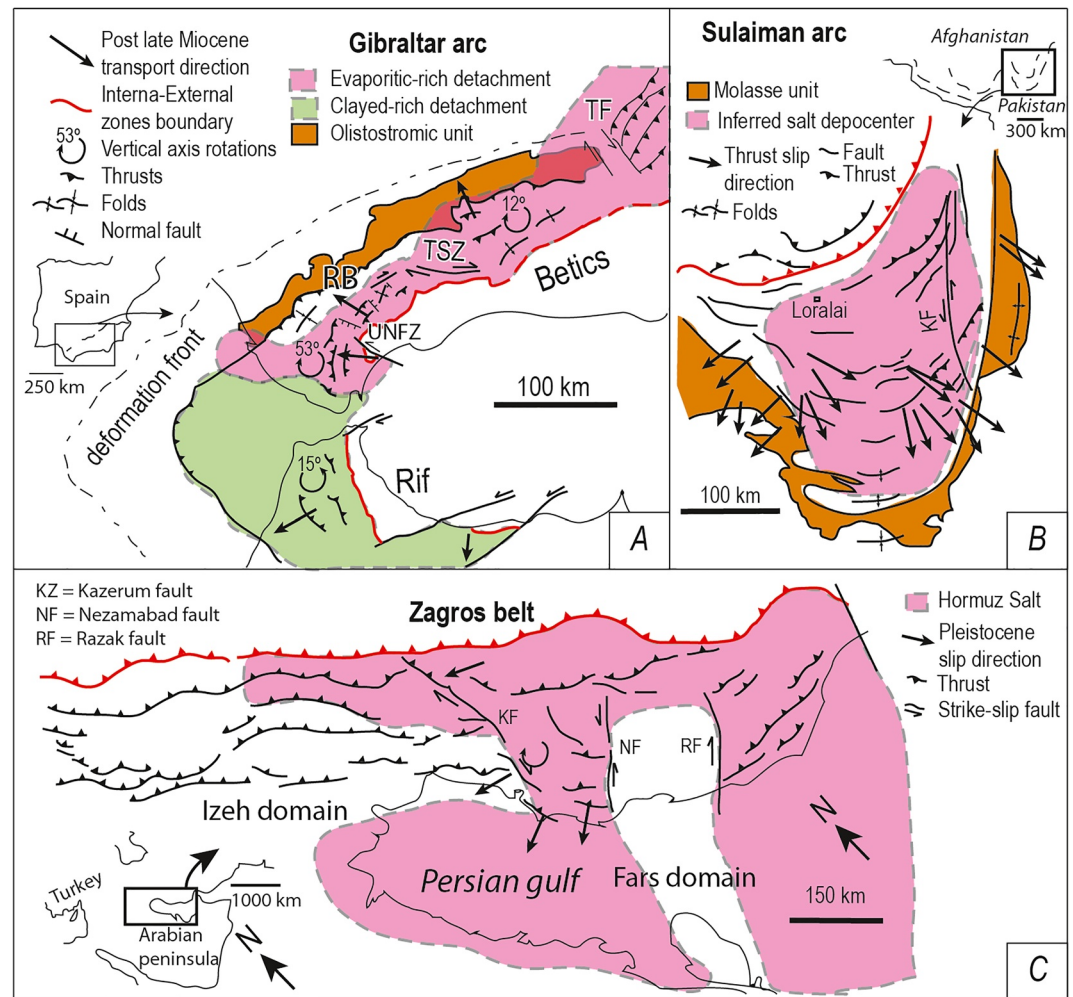 Gibraltar arc
Post late Miocene
transport direction
Interna-External
zones boundary
53º
Vertical axis rotations
Thrusts
Folds
Normal fault
Evaporitic-rich detachment
Clayed-rich detachment
Olistostromic unit
TF
12º
TSZ
RB
Betics
UNFZ
53º
Spain
250 km
deformation front
100 km
15º
Rif
A
Sulaiman arc
Afghanistan
Pakistan
300 km
Molasse unit
Inferred salt depocenter
Thrust slip
direction
Fault
Thrust
Folds
Loralai
KF
100 km
B
KZ = Kazerum fault
NF = Nezamabad fault
RF = Razak fault
Zagros belt
Hormuz Salt
Pleistocene
slip direction
Thrust
Strike-slip fault
KF
NF
RF
Izeh domain
N
Persian gulf
Fars domain
150 km
Turkey
1000 km
Arabian
peninsula
N
C